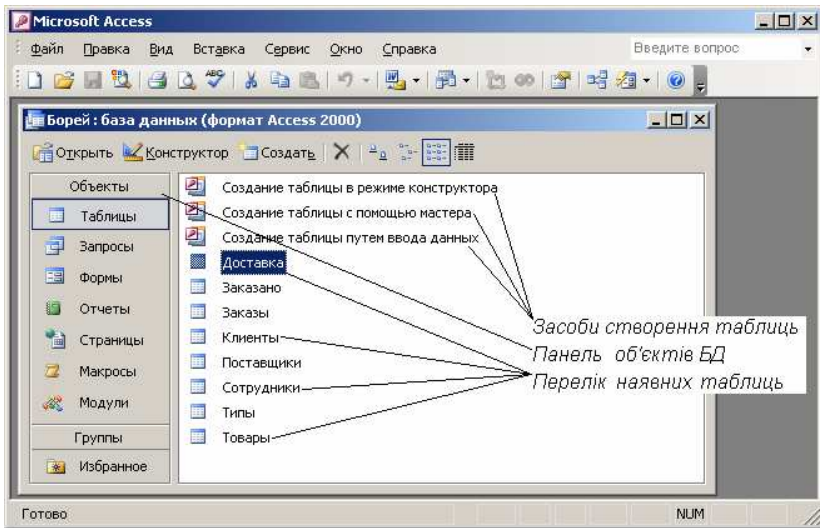 Microsoft Access
Файл Правка Вид Вставка Сервис Окно Справка Введите вопрос
Борей : база данных (формат Access 2000)
Открыть Конструктор Создать
Объекты
Таблицы
Запросы
Формы
Отчеты
Страницы
Макросы
Модули
Группы
Избранное
Создание таблицы в режиме конструктора
Создание таблицы с помощью мастера
Создание таблицы путем ввода данных
Доставка
Заказано
Заказы
Клиенты
Поставщики
Сотрудники
Типы
Товары
Засоби створення таблиць
Панель об'єктів БД
Перелік наявних таблиць
Готово NUM